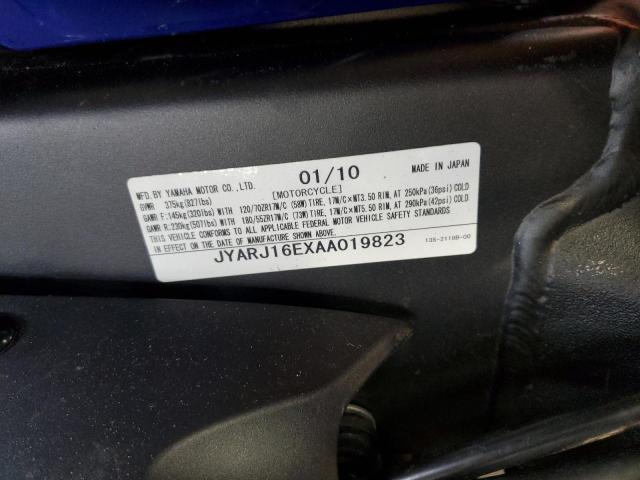 MFD. BY YAMAHA MOTOR CO., LTD. 01/10 MADE IN JAPAN
GVWR 375kg(827lbs) [MOTORCYCLE]
GAWR F:145kg(320lbs) WITH 120/70ZR17M/C (58W) TIRE, 17M/C×MT3.50 RIM, AT 250kPa(36psi) COLD
GAWR R:230kg(507lbs) WITH 180/55ZR17M/C (73W) TIRE, 17M/C×MT5.50 RIM, AT 290kPa(42psi) COLD
THIS VEHICLE CONFORMS TO ALL APPLICABLE FEDERAL MOTOR VEHICLE SAFETY STANDARDS
IN EFFECT ON THE DATE OF MANUFACTURE SHOWN ABOVE.
JYARJ16EXAA019823
13S-2119B-00